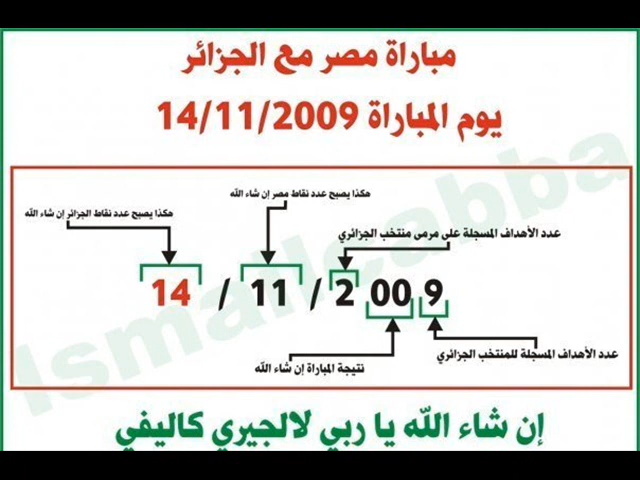 مباراة مصر مع الجزائر
يوم المباراة 14/11/2009
هكذا يصبح عدد نقاط مصر إن شاء الله
هكذا يصبح عدد نقاط الجزائر إن شاء الله
عدد الأهداف المسجلة على مرمى منتخب الجزائري
14 / 11 / 2 00 9
عدد الأهداف المسجلة للمنتخب الجزائري
نتيجة المباراة إن شاء الله
إن شاء الله يا ربي لالجيري كاليفي
Ismailcabba